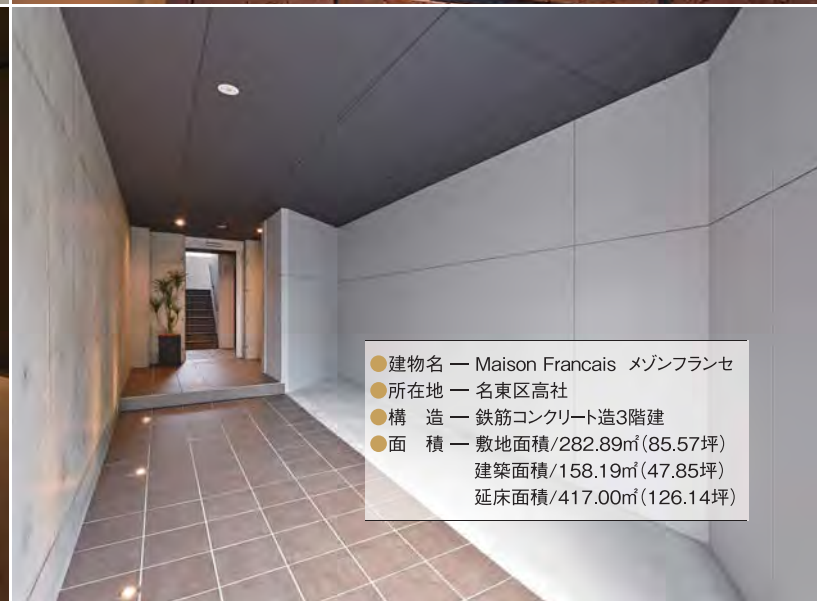 ●建物名 ― Maison Francais メゾンフランセ
●所在地 ― 名東区高社
●構　造 ― 鉄筋コンクリート造3階建
●面　積 ― 敷地面積/282.89㎡(85.57坪)
建築面積/158.19㎡(47.85坪)
延床面積/417.00㎡(126.14坪)